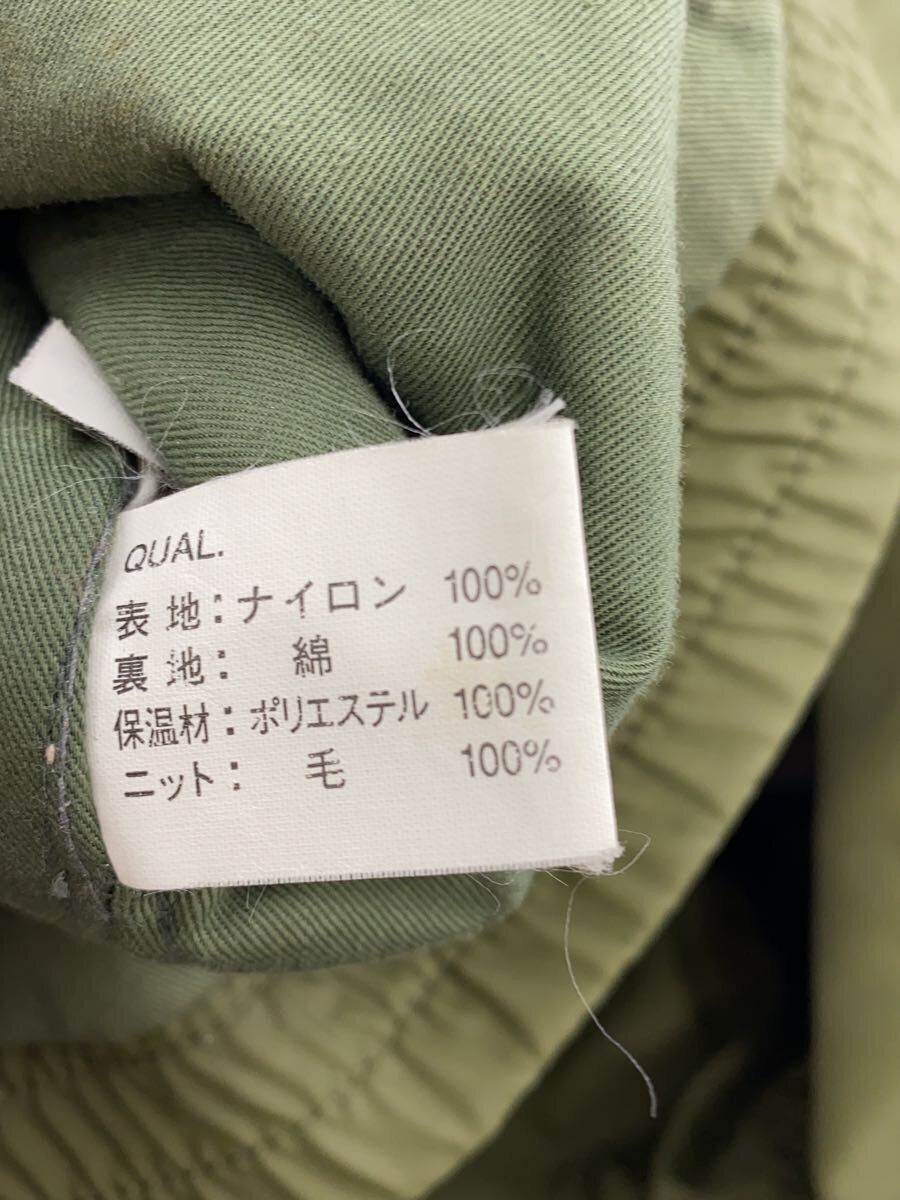 QUAL.
表地:ナイロン 100%
裏地: 綿 100%
保温材:ポリエステル 100%
ニット: 毛 100%